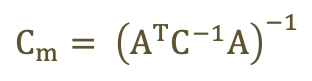 Cₘ = (AᵀC⁻¹A)⁻¹